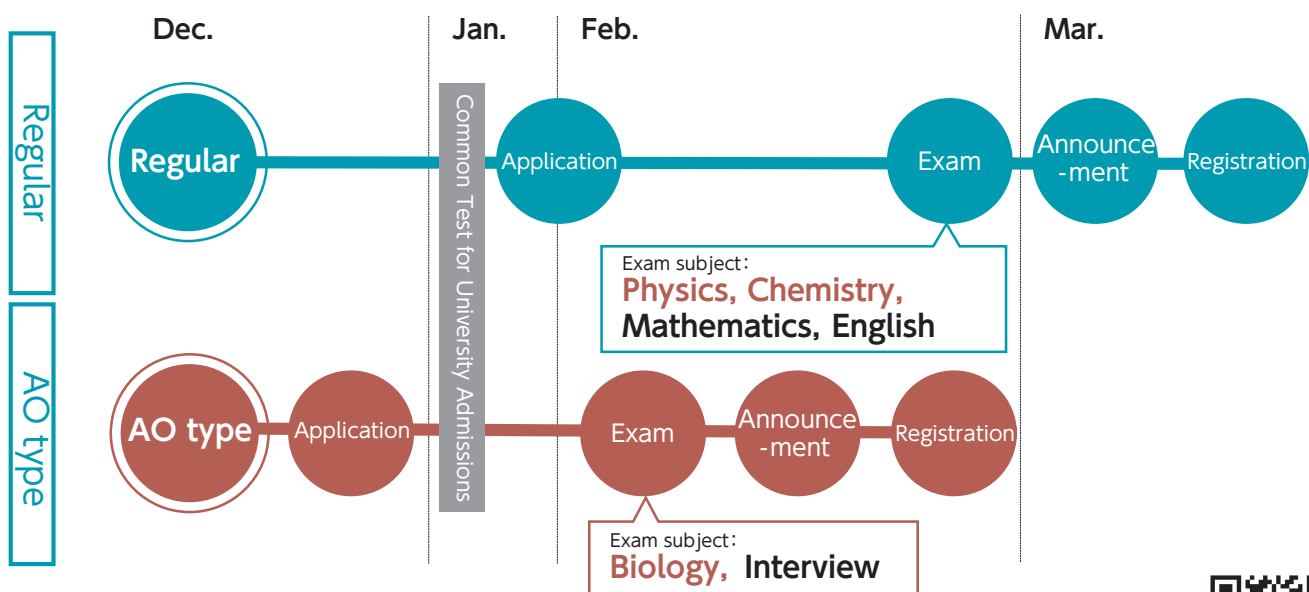 Dec.
Jan.
Feb.
Mar.
Regular
Regular
Common Test for University Admissions
Application
Exam
Announce
-ment
Registration
Exam subject:
Physics, Chemistry,
Mathematics, English
AO type
AO type
Application
Exam
Announce
-ment
Registration
Exam subject:
Biology, Interview